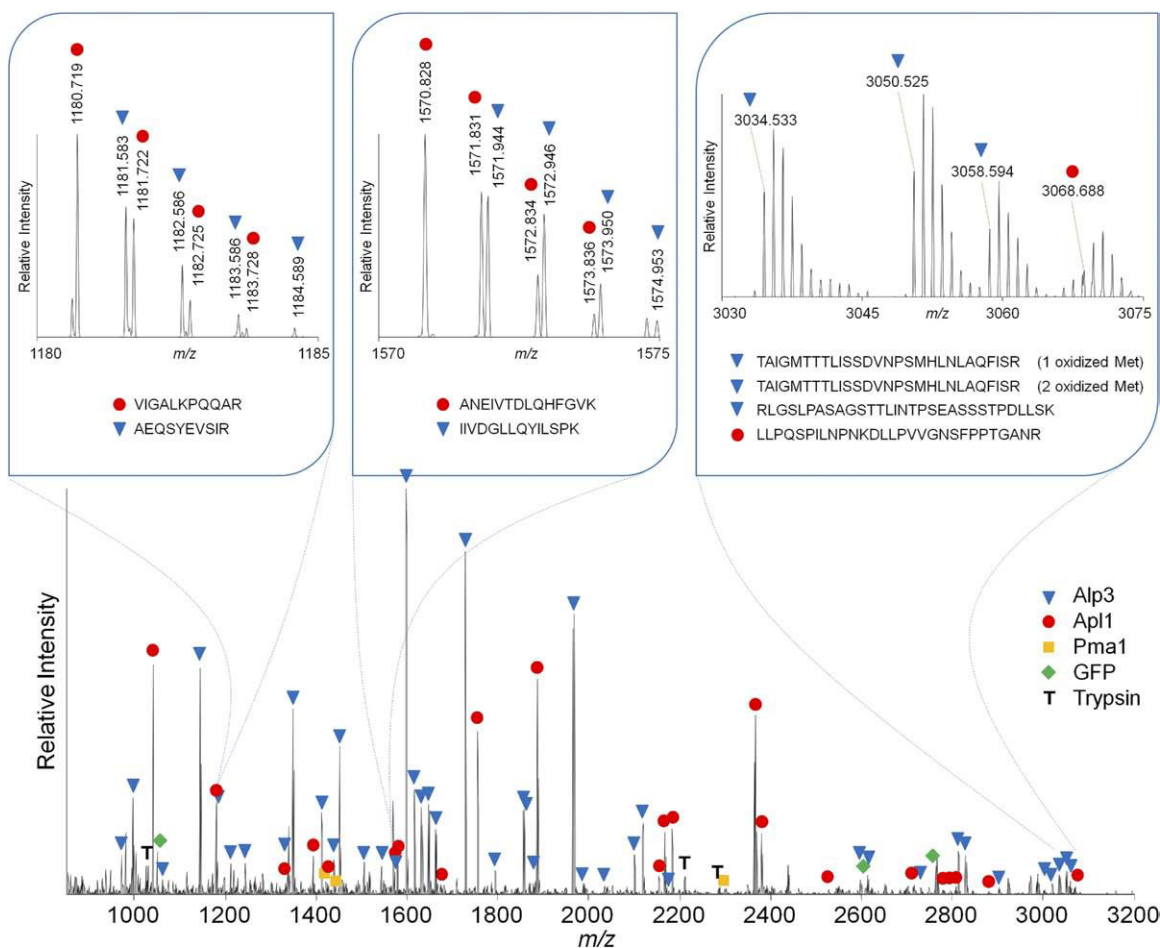 1180.719
1181.583
1181.722
1182.586
1182.725
1183.586
1183.728
1184.589
Relative Intensity
1180
m/z
1185
VIGALKPQQAR
AEQSYEVSIR
1570.828
1571.831
1571.944
1572.834
1572.946
1573.836
1573.950
1574.953
Relative Intensity
1570
m/z
1575
ANEIVTDLQHFGVK
IIVDGLLQYILSPK
3034.533
3050.525
3058.594
3068.688
Relative Intensity
3030
3045
m/z
3060
3075
TAIGMTTTLISSDVNPSMHLNLAQFISR (1 oxidized Met)
TAIGMTTTLISSDVNPSMHLNLAQFISR (2 oxidized Met)
RLGSLPASAGSTTLINTPSEASSSTPDLLSK
LLPQSPILNPNKDLLPVVGNSFPPTGANR
Relative Intensity
Alp3
Apl1
Pma1
GFP
T Trypsin
T
T
T
1000
1200
1400
1600
1800
2000
2200
2400
2600
2800
3000
3200
m/z